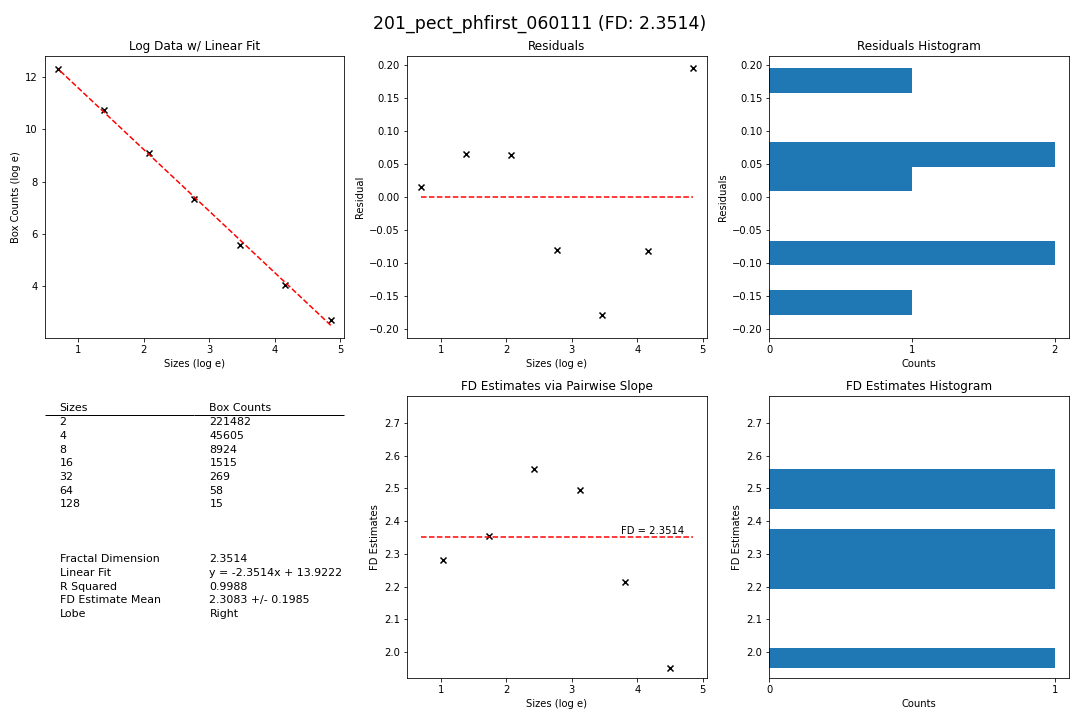 201_pect_phfirst_060111 (FD: 2.3514)
Log Data w/ Linear Fit
12
10
8
6
4
Box Counts (log e)
1 2 3 4 5
Sizes (log e)
Residuals
0.20
0.15
0.10
0.05
0.00
−0.05
−0.10
−0.15
−0.20
Residual
1 2 3 4 5
Sizes (log e)
Residuals Histogram
0.20
0.15
0.10
0.05
0.00
−0.05
−0.10
−0.15
−0.20
Residuals
0 1 2
Counts
Sizes Box Counts
2 221482
4 45605
8 8924
16 1515
32 269
64 58
128 15
Fractal Dimension 2.3514
Linear Fit y = -2.3514x + 13.9222
R Squared 0.9988
FD Estimate Mean 2.3083 +/- 0.1985
Lobe Right
FD Estimates via Pairwise Slope
2.7
2.6
2.5
2.4
2.3
2.2
2.1
2.0
FD Estimates
FD = 2.3514
1 2 3 4 5
Sizes (log e)
FD Estimates Histogram
2.7
2.6
2.5
2.4
2.3
2.2
2.1
2.0
FD Estimates
0 1
Counts